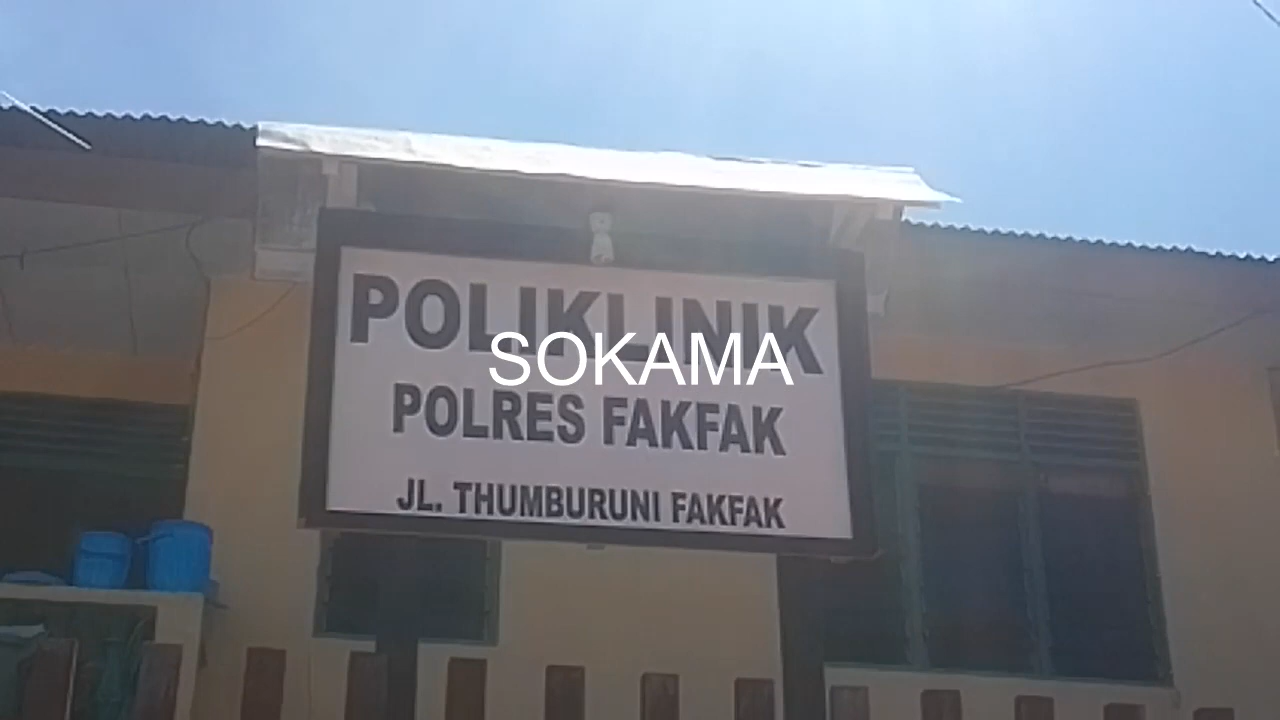 POLIKLINIK
SOKAMA
POLRES FAKFAK
JL. THUMBURUNI FAKFAK